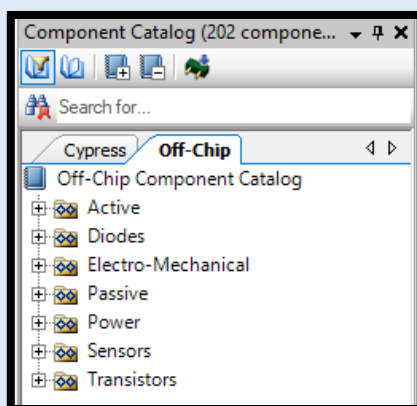 Component Catalog (202 compone...
Search for...
Cypress Off-Chip
Off-Chip Component Catalog
Active
Diodes
Electro-Mechanical
Passive
Power
Sensors
Transistors